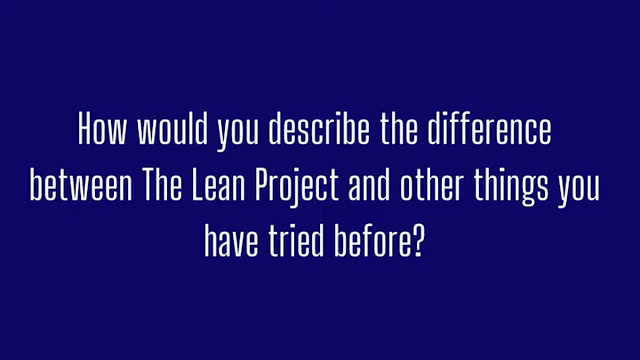 How would you describe the difference
between The Lean Project and other things you
have tried before?